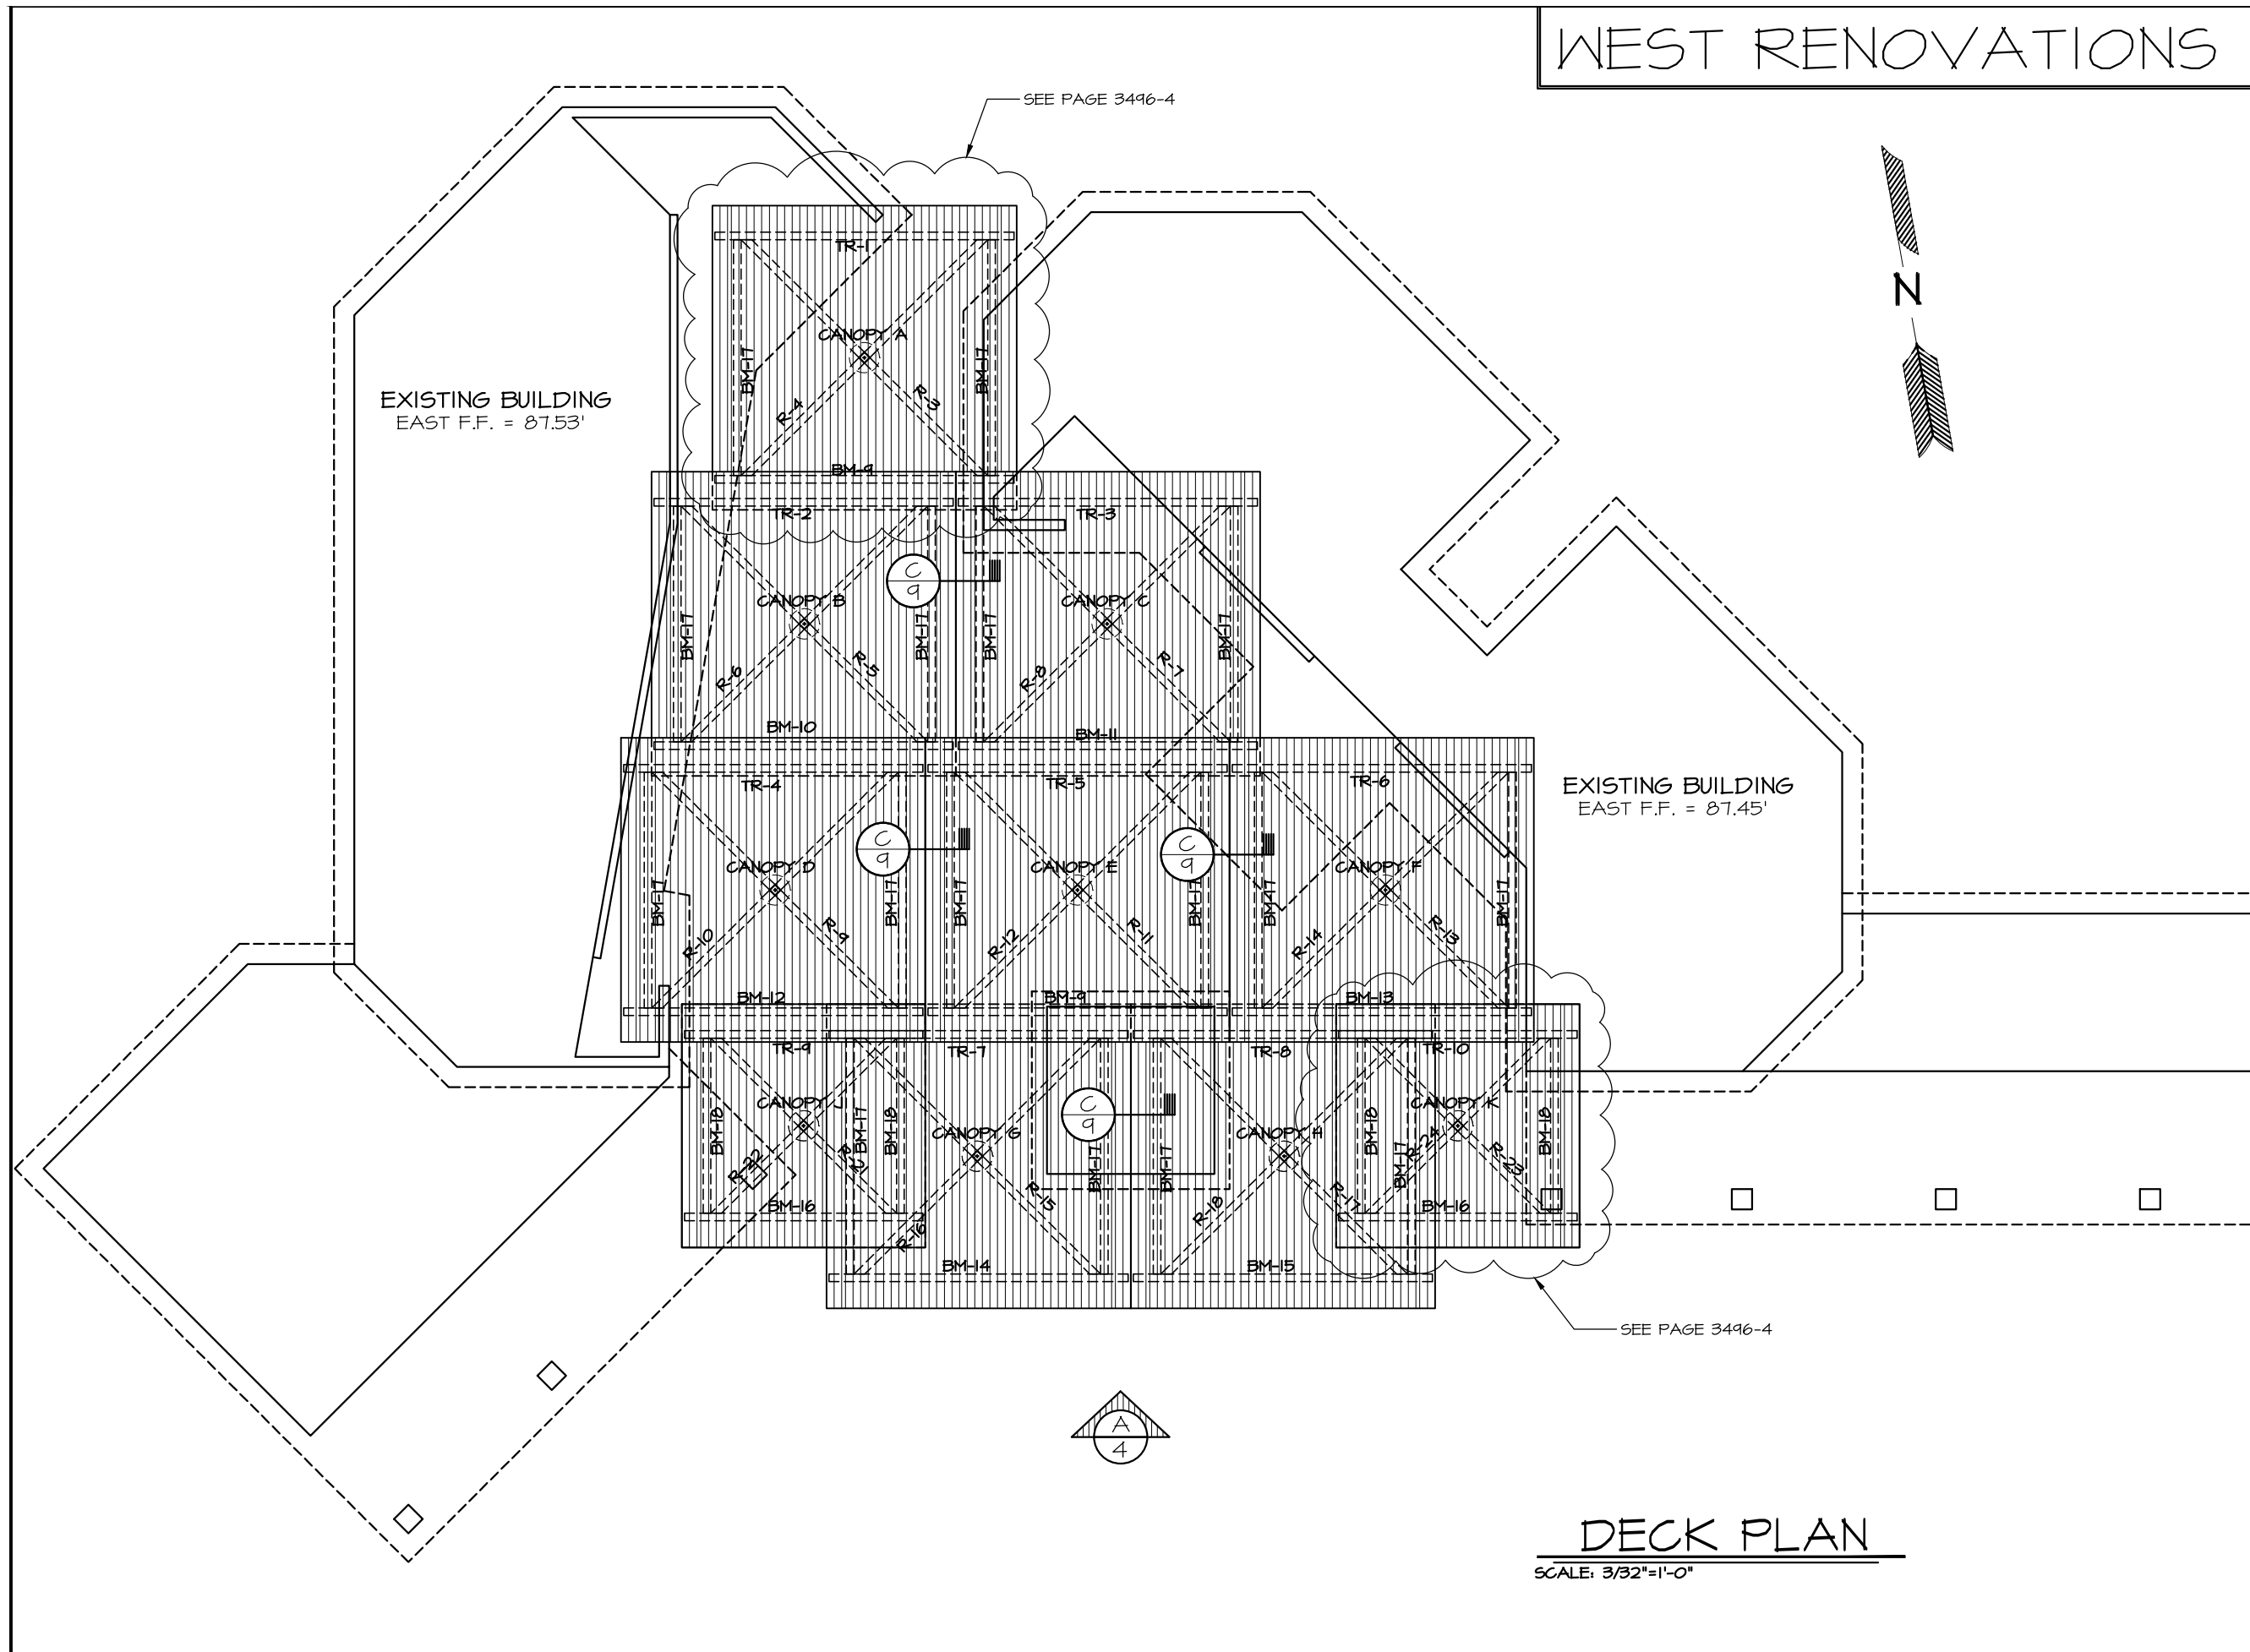 WEST RENOVATIONS
SEE PAGE 3496-4
N
TR-1
CANOPY A
BM-17
BM-17
R-4
R-3
EXISTING BUILDING
EAST F.F. = 87.53'
BM-9
TR-2
TR-3
C
9
CANOPY B
CANOPY C
BM-17
BM-17
BM-17
BM-17
R-6
R-5
R-8
R-7
BM-10
BM-11
TR-4
TR-5
TR-6
EXISTING BUILDING
EAST F.F. = 87.45'
C
9
C
9
CANOPY D
CANOPY E
CANOPY F
BM-17
BM-17
BM-17
BM-17
BM-17
BM-17
R-10
R-9
R-12
R-11
R-14
R-13
BM-12
BM-9
BM-13
TR-9
TR-7
TR-8
TR-10
CANOPY J
C
9
CANOPY K
BM-18
BM-17
BM-18
CANOPY G
CANOPY H
BM-18
BM-18
BM-17
BM-17
BM-17
R-22
R-24
R-23
BM-16
R-16
R-15
R-18
R-17
BM-16
BM-14
BM-15
SEE PAGE 3496-4
A
4
DECK PLAN
SCALE: 3/32"=1'-0"